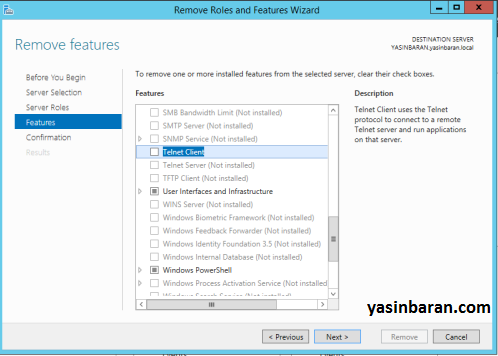 Remove Roles and Features Wizard
Remove features
DESTINATION SERVER
YASINBARAN.yasinbaran.local
Before You Begin
Server Selection
Server Roles
Features
Confirmation
Results
To remove one or more installed features from the selected server, clear their check boxes.
Features
SMB Bandwidth Limit (Not installed)
SMTP Server (Not installed)
SNMP Service (Not installed)
Telnet Client
Telnet Server (Not installed)
TFTP Client (Not installed)
User Interfaces and Infrastructure
WINS Server (Not installed)
Windows Biometric Framework (Not installed)
Windows Feedback Forwarder (Not installed)
Windows Identity Foundation 3.5 (Not installed)
Windows Internal Database (Not installed)
Windows PowerShell
Windows Process Activation Service (Not installed)
Description
Telnet Client uses the Telnet
protocol to connect to a remote
Telnet server and run applications
on that server.
yasinbaran.com
< Previous
Next >
Remove
Cancel